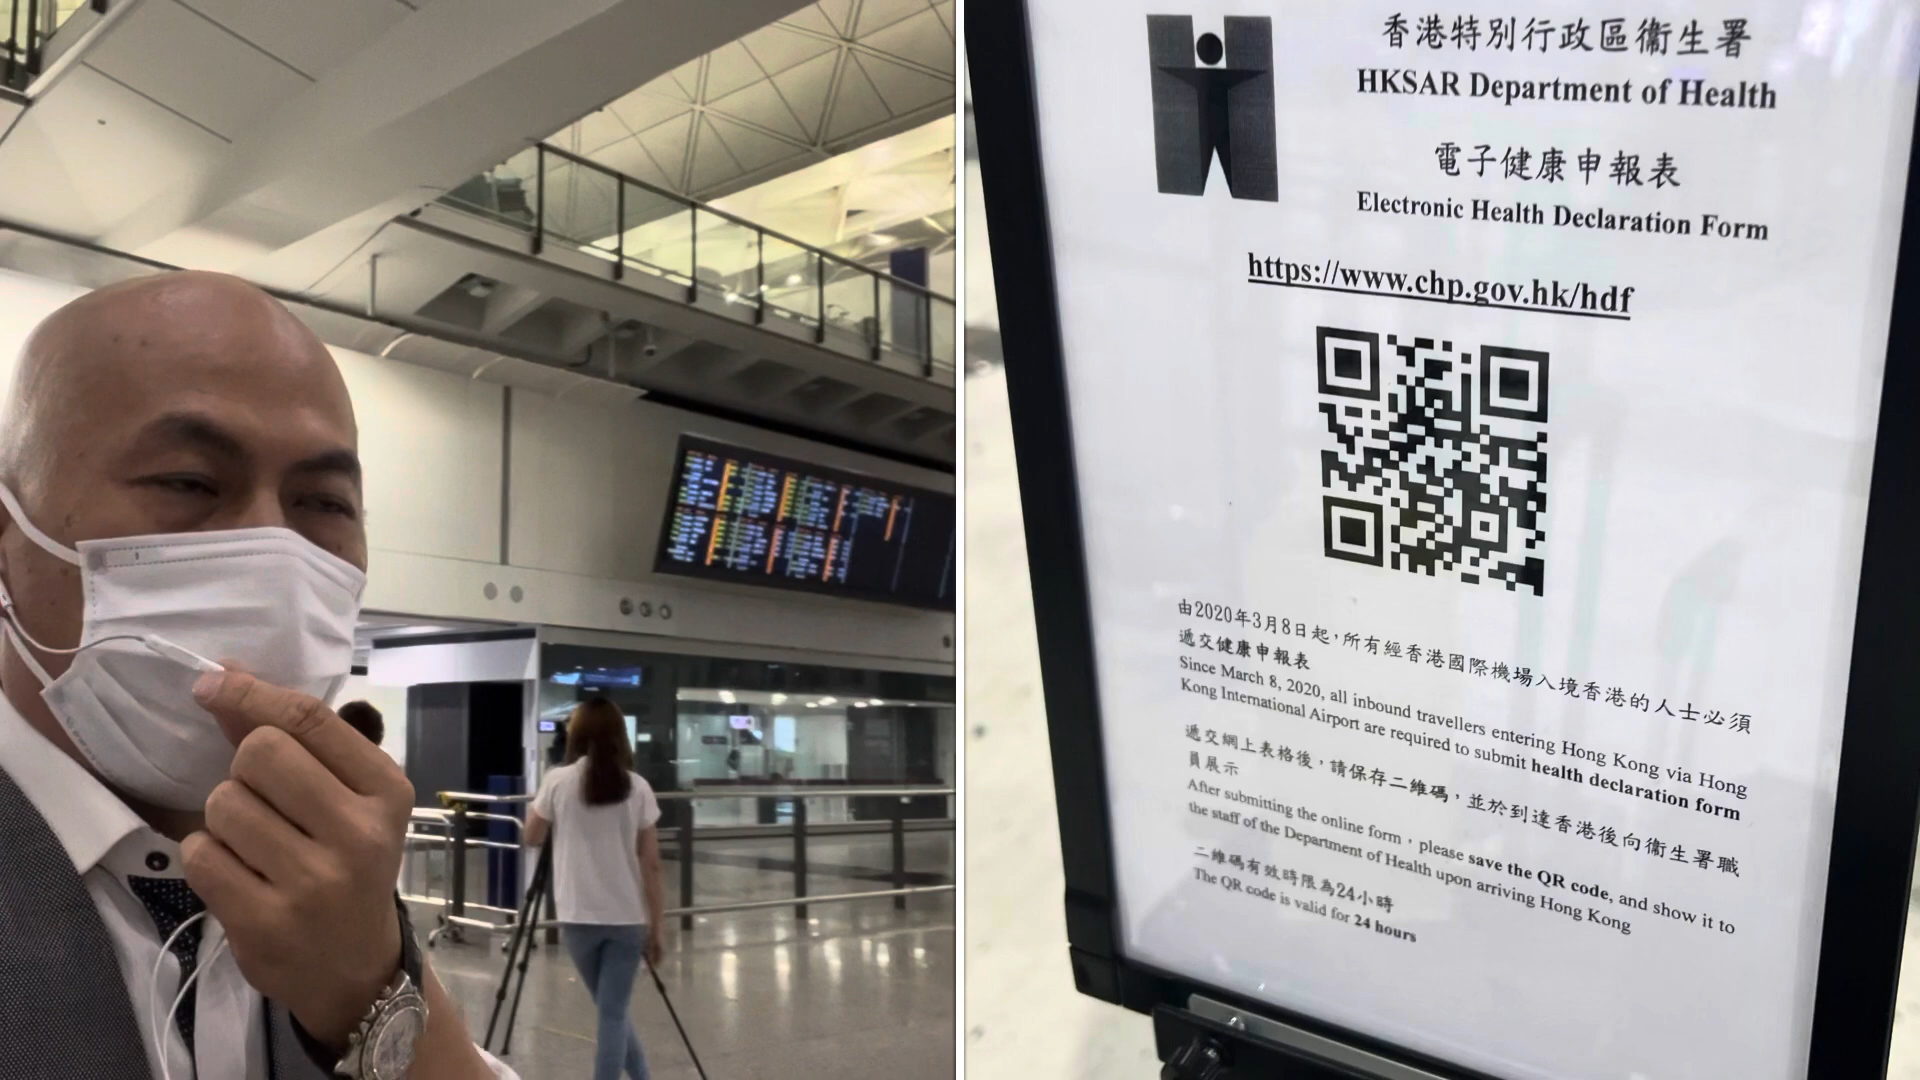 香港特別行政區衞生署
HKSAR Department of Health
電子健康申報表
Electronic Health Declaration Form
https://www.chp.gov.hk/hdf
由2020年3月8日起，所有經香港國際機場入境香港的人士必須
遞交健康申報表
Since March 8, 2020, all inbound travellers entering Hong Kong via Hong
Kong International Airport are required to submit health declaration form
遞交網上表格後，請保存二維碼，並於到達香港後向衞生署職
員展示
After submitting the online form，please save the QR code, and show it to
the staff of the Department of Health upon arriving Hong Kong
二維碼有效時限為24小時
The QR code is valid for 24 hours